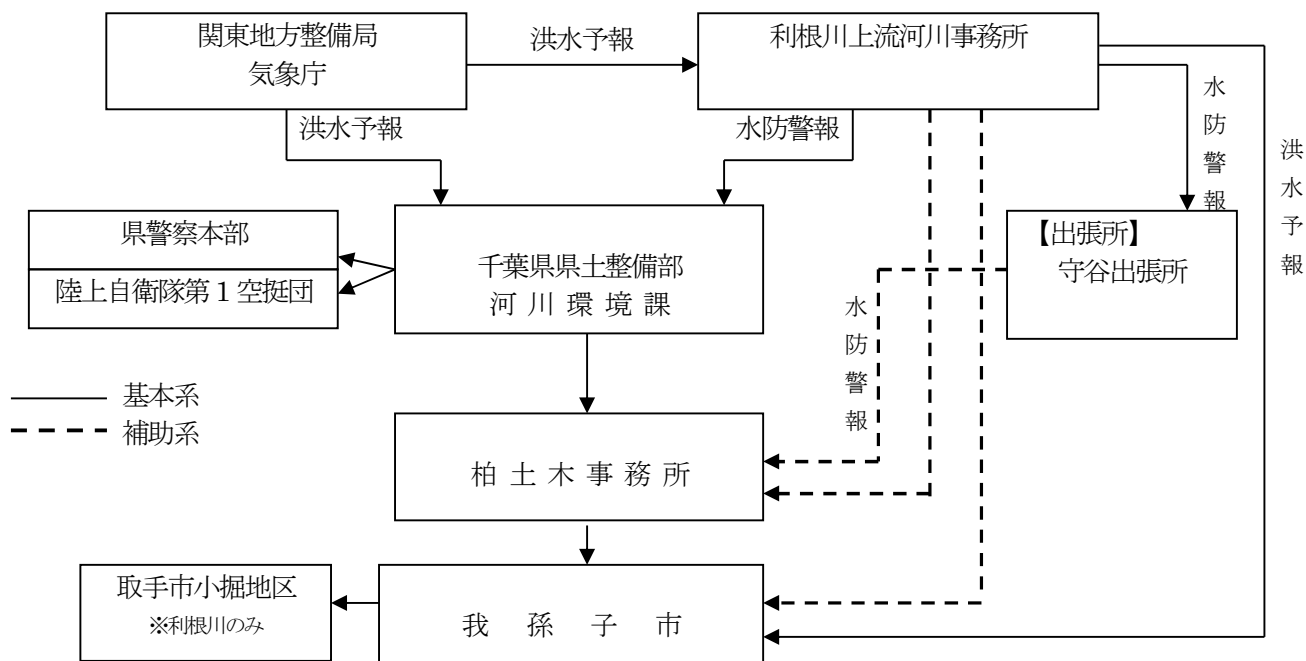 関東地方整備局
気象庁
洪水予報
利根川上流河川事務所
洪水予報
水防警報
水防警報
洪水予報
県警察本部
陸上自衛隊第1空挺団
千葉県県土整備部
河川環境課
【出張所】
守谷出張所
水防警報
基本系
補助系
柏土木事務所
取手市小掘地区
※利根川のみ
我孫子市